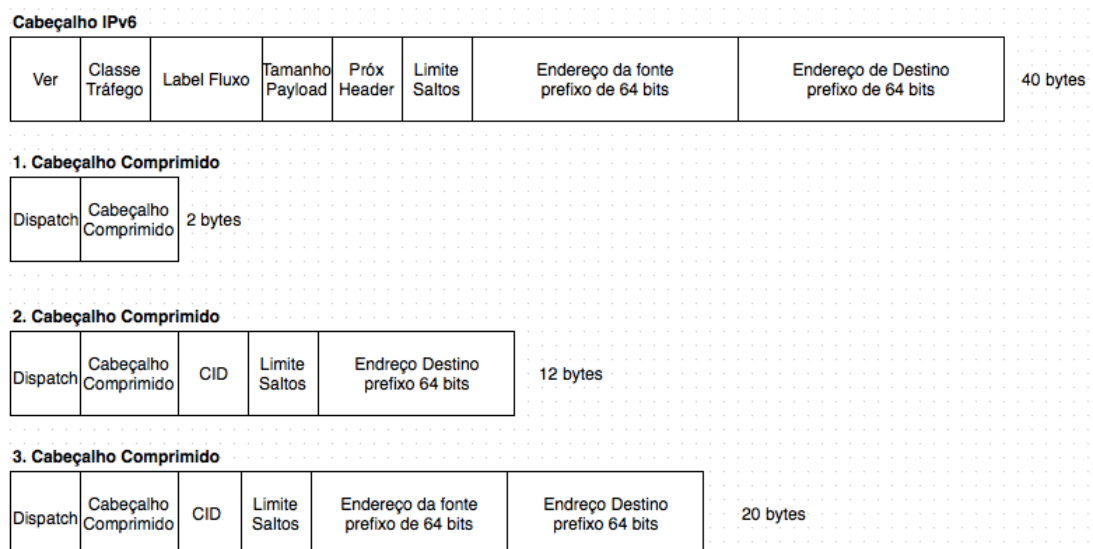 Cabeçalho IPv6
Ver
Classe
Tráfego
Label Fluxo
Tamanho
Payload
Próx
Header
Limite
Saltos
Endereço da fonte
prefixo de 64 bits
Endereço de Destino
prefixo de 64 bits
40 bytes
1. Cabeçalho Comprimido
Dispatch
Cabeçalho
Comprimido
2 bytes
2. Cabeçalho Comprimido
Dispatch
Cabeçalho
Comprimido
CID
Limite
Saltos
Endreço Destino
prefixo 64 bits
12 bytes
3. Cabeçalho Comprimido
Dispatch
Cabeçalho
Comprimido
CID
Limite
Saltos
Endereço da fonte
prefixo de 64 bits
Endreço Destino
prefixo 64 bits
20 bytes